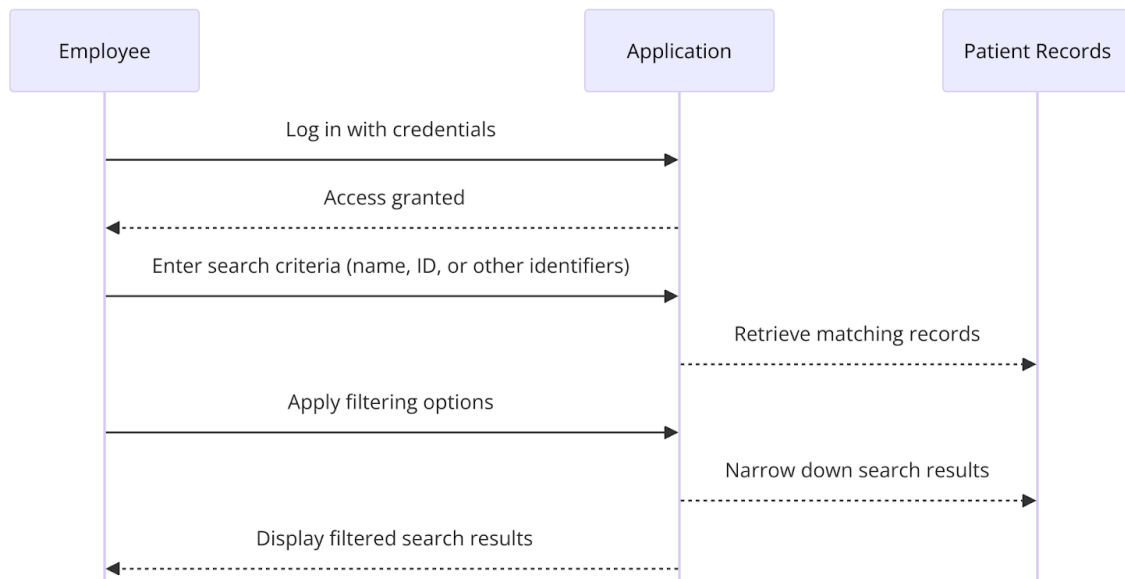 Employee
Application
Patient Records
Log in with credentials
Access granted
Enter search criteria (name, ID, or other identifiers)
Retrieve matching records
Apply filtering options
Narrow down search results
Display filtered search results